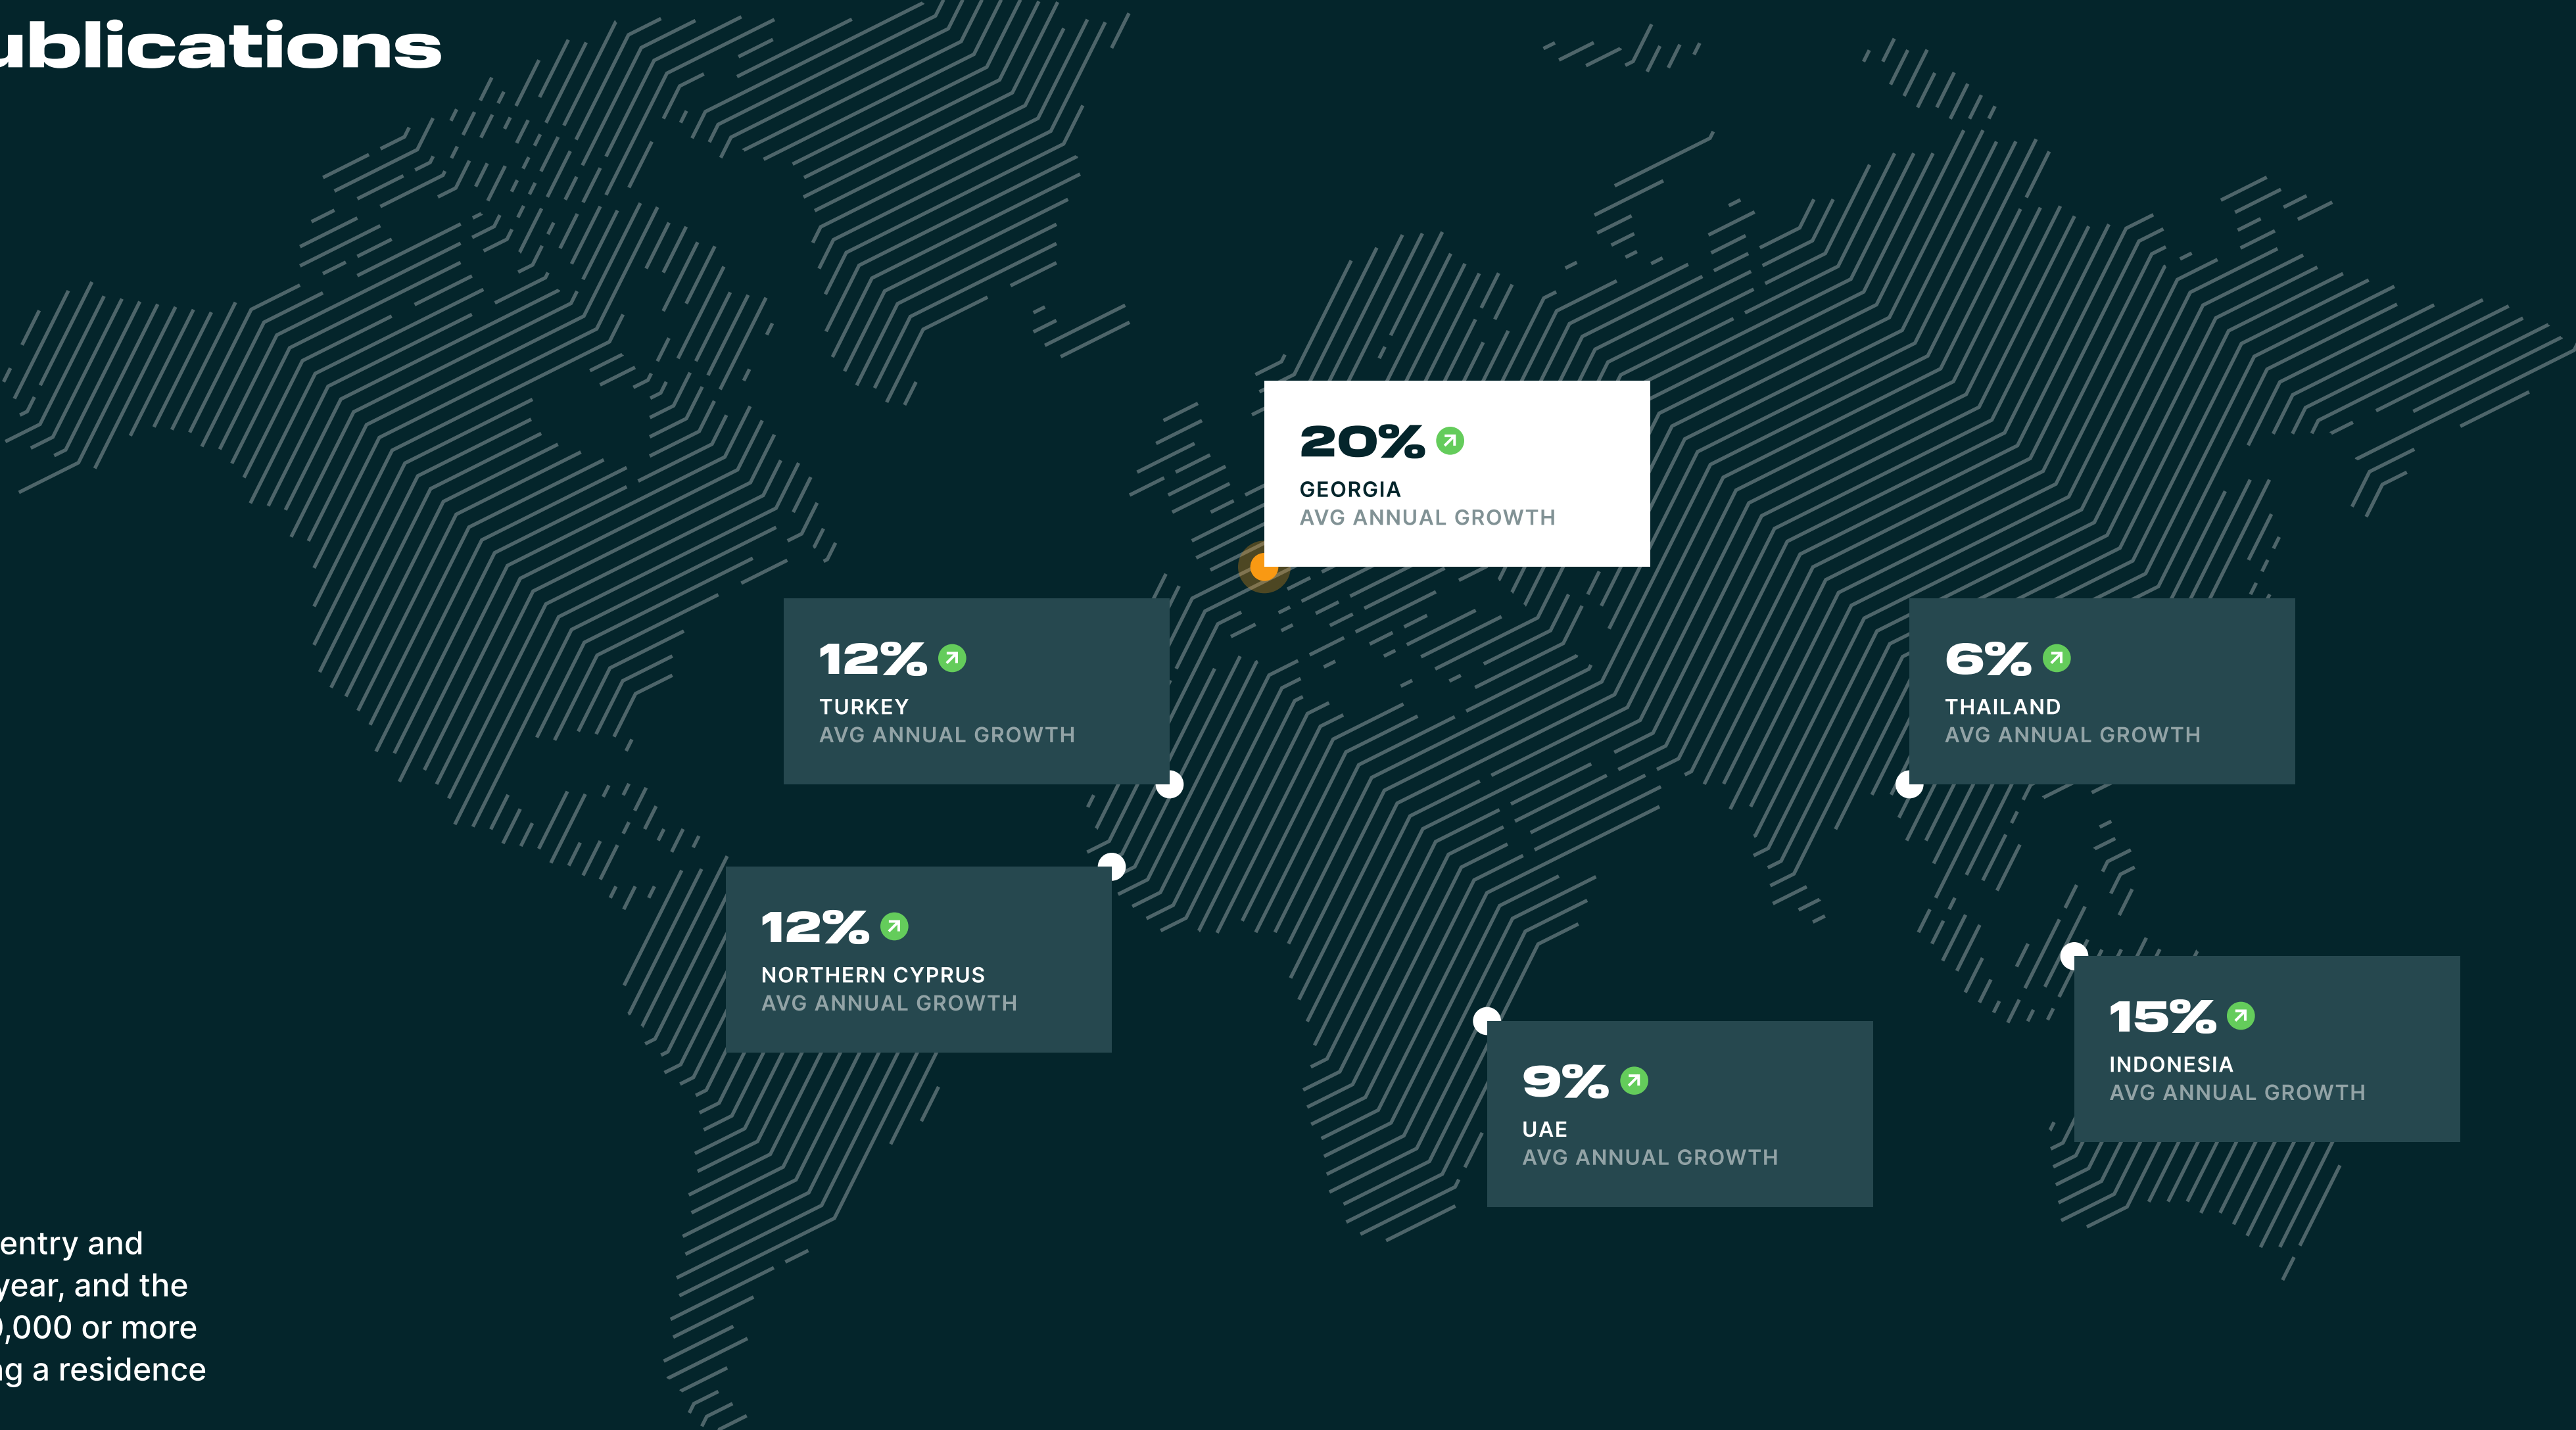 ublications
20%
GEORGIA
AVG ANNUAL GROWTH
12%
TURKEY
AVG ANNUAL GROWTH
6%
THAILAND
AVG ANNUAL GROWTH
12%
NORTHERN CYPRUS
AVG ANNUAL GROWTH
15%
INDONESIA
AVG ANNUAL GROWTH
9%
UAE
AVG ANNUAL GROWTH
entry and
year, and the
0,000 or more
ng a residence